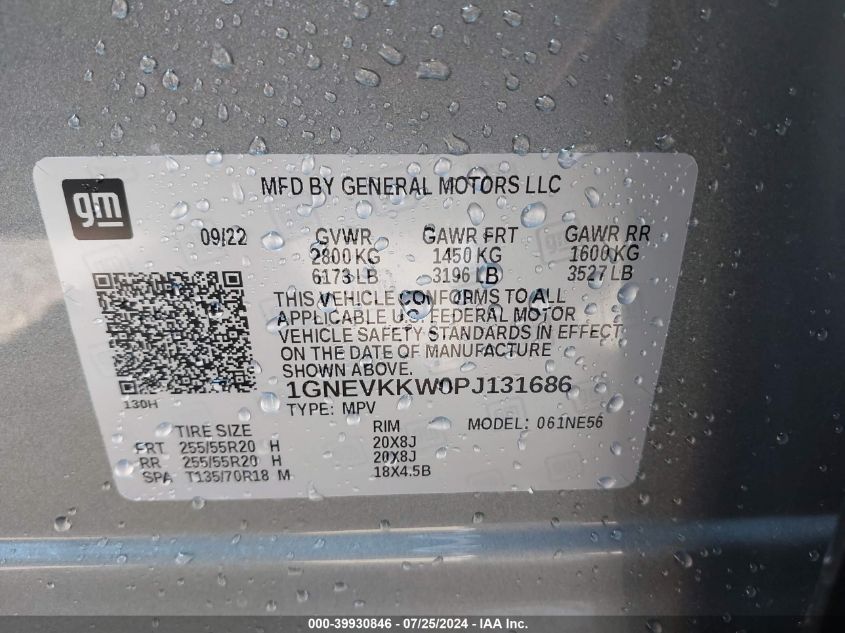 gm
MFD BY GENERAL MOTORS LLC
09/22 GVWR GAWR FRT GAWR RR
2800 KG 1450 KG 1600 KG
6173 LB 3196 LB 3527 LB
THIS VEHICLE CONFORMS TO ALL
APPLICABLE U.S. FEDERAL MOTOR
VEHICLE SAFETY STANDARDS IN EFFECT
ON THE DATE OF MANUFACTURE
SHOWN ABOVE.
130H 1GNEVKKW0PJ131686
TYPE: MPV MODEL: 061NE56
TIRE SIZE RIM
FRT 255/55R20 H 20X8J
RR 255/55R20 H 20X8J
SPA T135/70R18 M 18X4.5B
000-39930846 07/25/2024 - Copyright IAA, Inc.